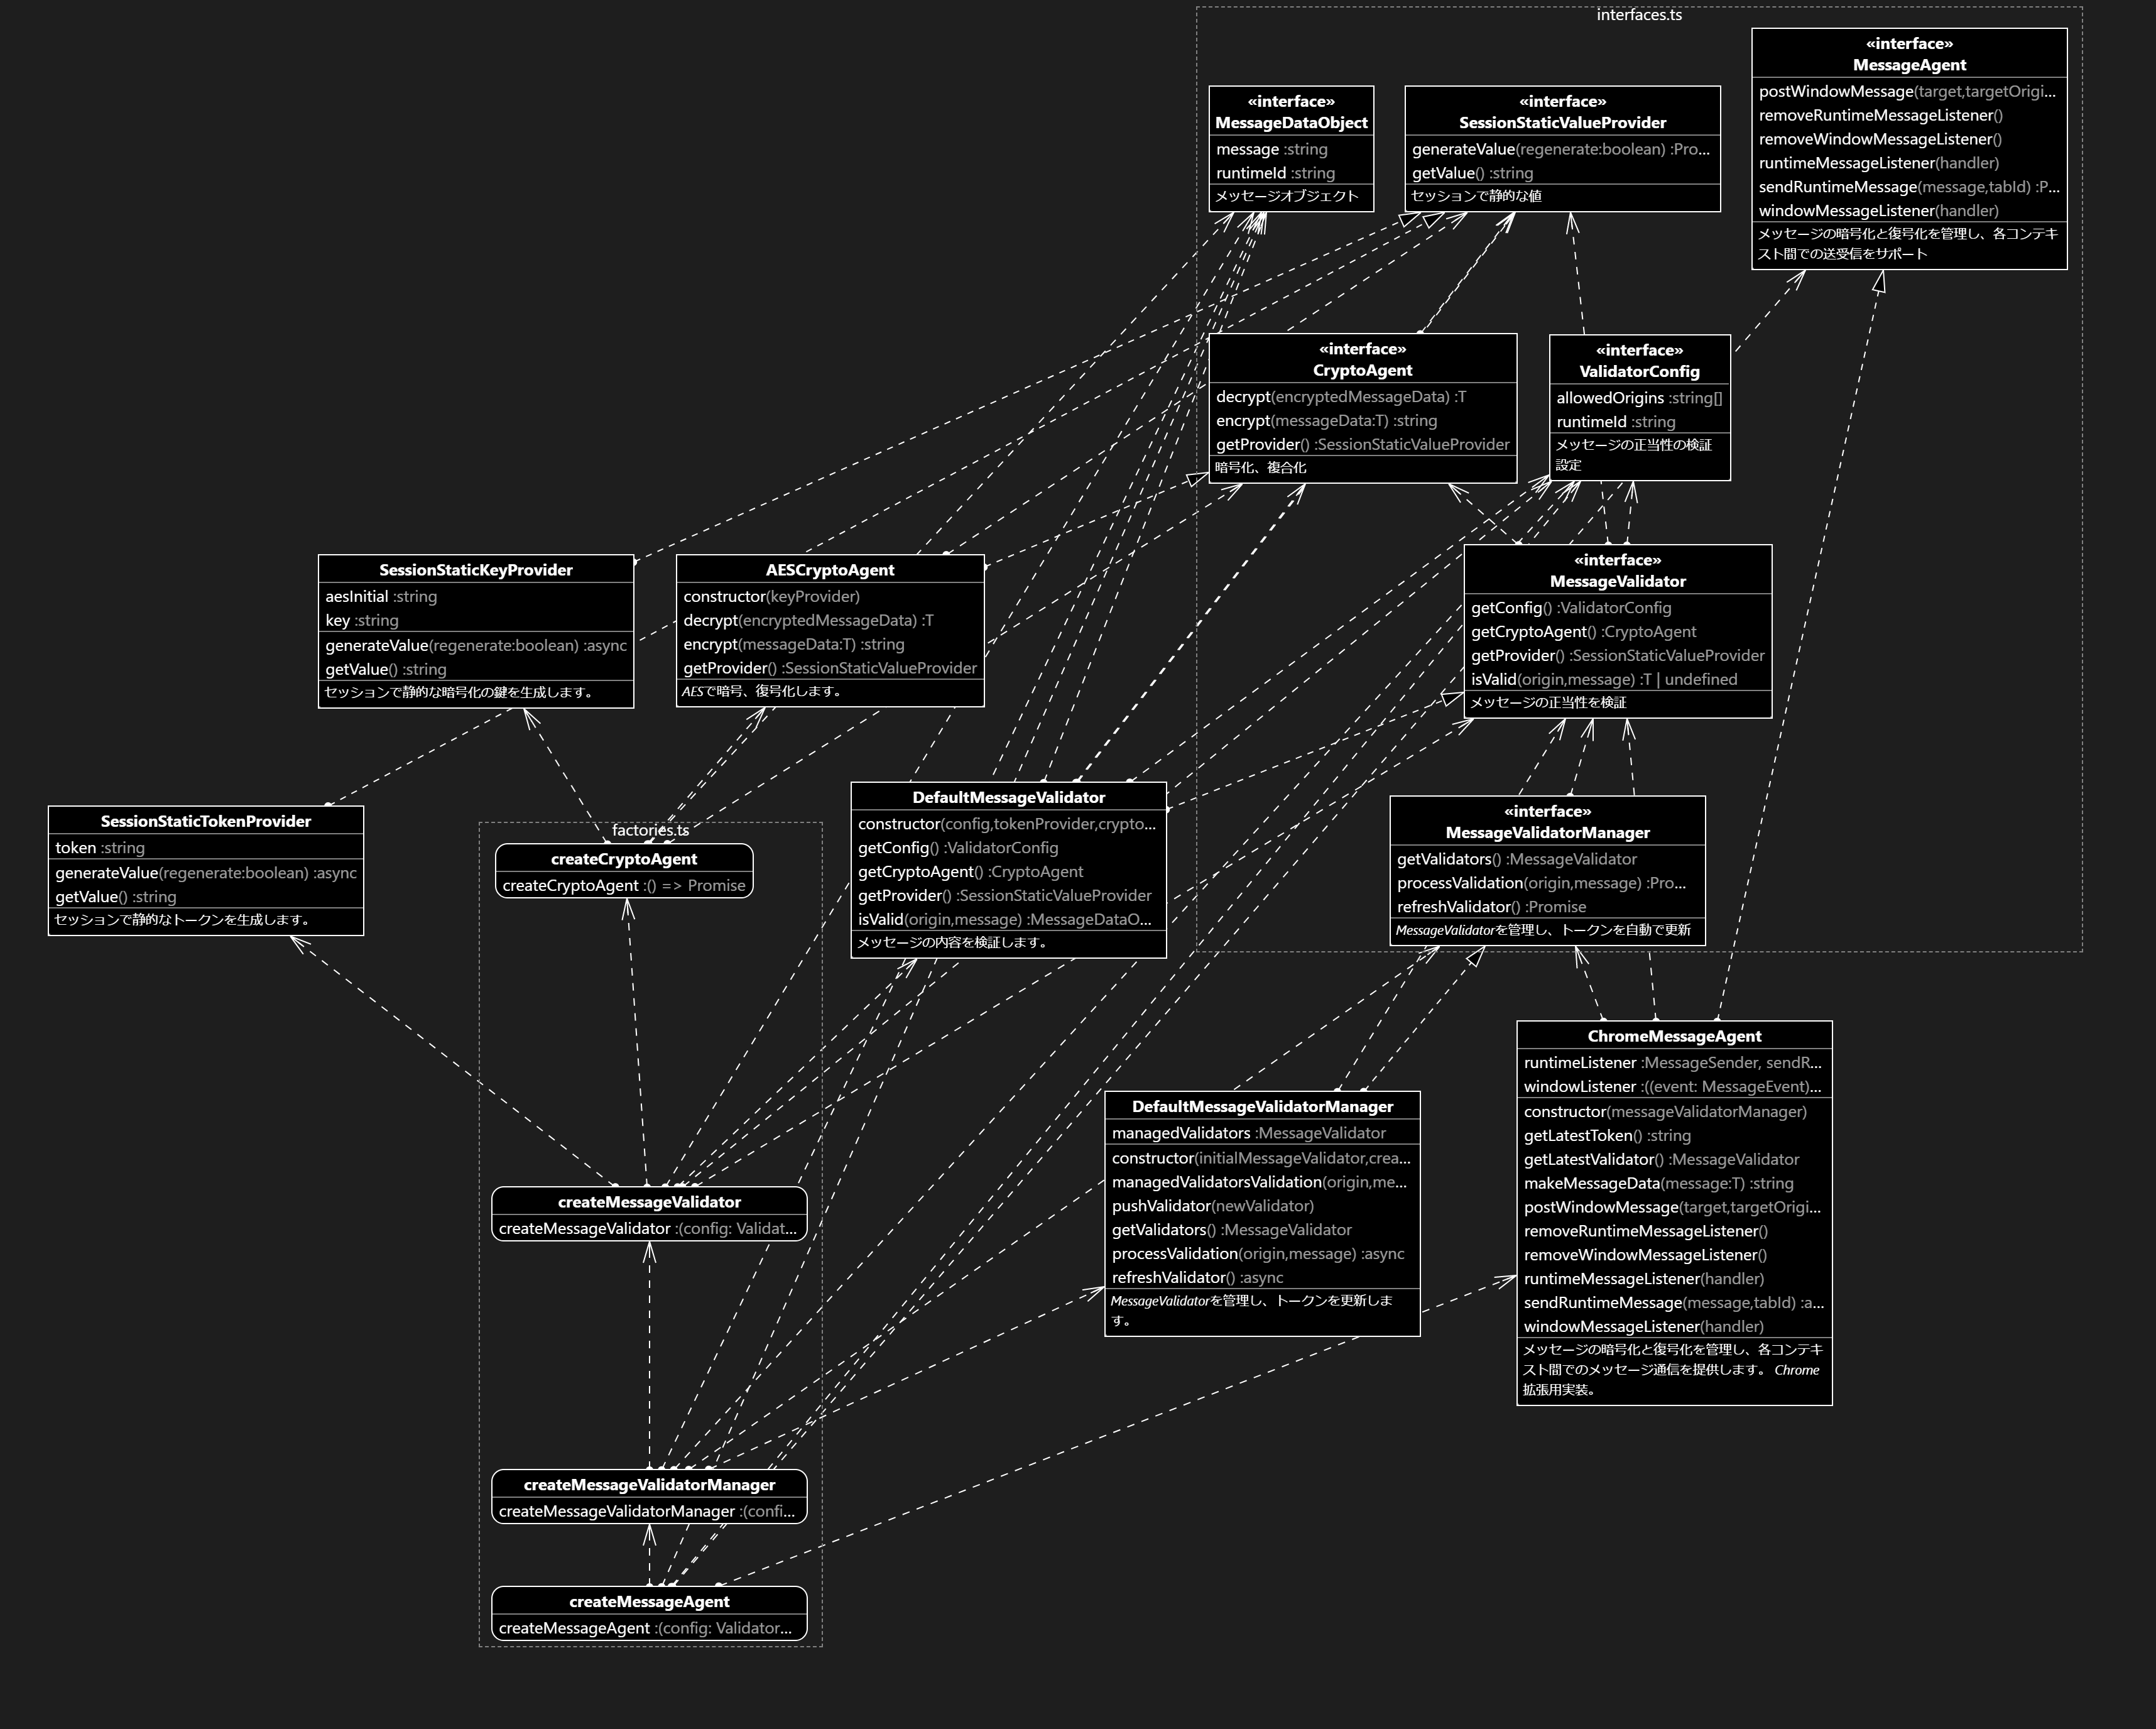 interfaces.ts
«interface»
MessageAgent
postWindowMessage(target,targetOrigi...
removeRuntimeMessageListener()
removeWindowMessageListener()
runtimeMessageListener(handler)
sendRuntimeMessage(message,tabId) :P...
windowMessageListener(handler)
メッセージの暗号化と復号化を管理し、各コンテキ
スト間での送受信をサポート
«interface»
MessageDataObject
message :string
runtimeId :string
メッセージオブジェクト
«interface»
SessionStaticValueProvider
generateValue(regenerate:boolean) :Pro...
getValue() :string
セッションで静的な値
«interface»
CryptoAgent
decrypt(encryptedMessageData) :T
encrypt(messageData:T) :string
getProvider() :SessionStaticValueProvider
暗号化、複合化
«interface»
ValidatorConfig
allowedOrigins :string[]
runtimeId :string
メッセージの正当性の検証
設定
«interface»
MessageValidator
getConfig() :ValidatorConfig
getCryptoAgent() :CryptoAgent
getProvider() :SessionStaticValueProvider
isValid(origin,message) :T | undefined
メッセージの正当性を検証
SessionStaticKeyProvider
aesInitial :string
key :string
generateValue(regenerate:boolean) :async
getValue() :string
セッションで静的な暗号化の鍵を生成します。
AESCryptoAgent
constructor(keyProvider)
decrypt(encryptedMessageData) :T
encrypt(messageData:T) :string
getProvider() :SessionStaticValueProvider
AESで暗号、復号化します。
SessionStaticTokenProvider
token :string
generateValue(regenerate:boolean) :async
getValue() :string
セッションで静的なトークンを生成します。
DefaultMessageValidator
constructor(config,tokenProvider,crypto...
getConfig() :ValidatorConfig
getCryptoAgent() :CryptoAgent
getProvider() :SessionStaticValueProvider
isValid(origin,message) :MessageDataO...
メッセージの内容を検証します。
«interface»
MessageValidatorManager
getValidators() :MessageValidator
processValidation(origin,message) :Pro...
refreshValidator() :Promise
MessageValidatorを管理し、トークンを自動で更新
factories.ts
createCryptoAgent
createCryptoAgent :() => Promise
createMessageValidator
createMessageValidator :(config: Validat...
createMessageValidatorManager
createMessageValidatorManager :(confi...
createMessageAgent
createMessageAgent :(config: Validator...
DefaultMessageValidatorManager
managedValidators :MessageValidator
constructor(initialMessageValidator,crea...
managedValidatorsValidation(origin,me...
pushValidator(newValidator)
getValidators() :MessageValidator
processValidation(origin,message) :async
refreshValidator() :async
MessageValidatorを管理し、トークンを更新しま
す。
ChromeMessageAgent
runtimeListener :MessageSender, sendR...
windowListener :((event: MessageEvent)...
constructor(messageValidatorManager)
getLatestToken() :string
getLatestValidator() :MessageValidator
makeMessageData(message:T) :string
postWindowMessage(target,targetOrigi...
removeRuntimeMessageListener()
removeWindowMessageListener()
runtimeMessageListener(handler)
sendRuntimeMessage(message,tabId) :a...
windowMessageListener(handler)
メッセージの暗号化と復号化を管理し、各コンテキ
スト間でのメッセージ通信を提供します。 Chrome
拡張用実装。